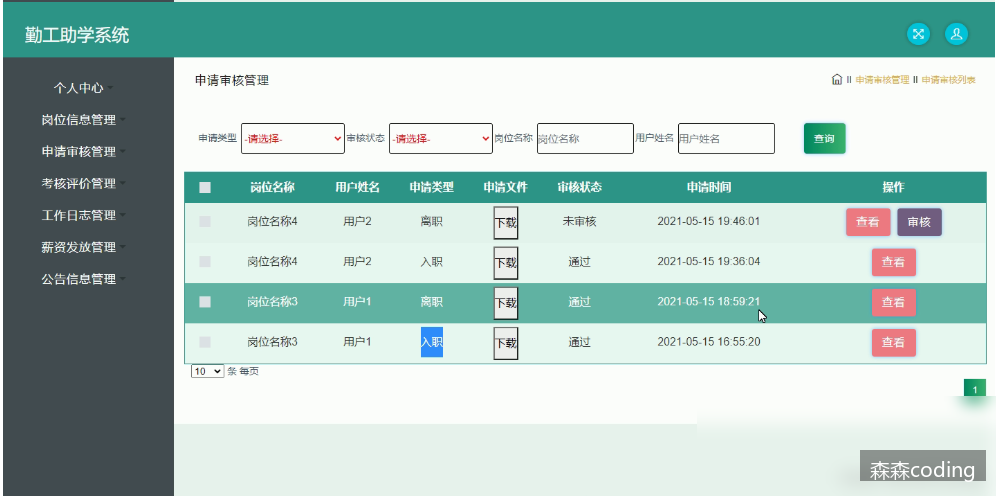 勤工助学系统
个人中心
岗位信息管理
申请审核管理
考核评价管理
工作日志管理
薪资发放管理
公告信息管理
申请审核管理
申请审核管理 申请审核列表
申请类型 -请选择- 审核状态 -请选择- 岗位名称 岗位名称 用户姓名 用户姓名 查询
岗位名称 用户姓名 申请类型 申请文件 审核状态 申请时间 操作
岗位名称4 用户2 离职 下载 未审核 2021-05-15 19:46:01 查看 审核
岗位名称4 用户2 入职 下载 通过 2021-05-15 19:36:04 查看
岗位名称3 用户1 离职 下载 通过 2021-05-15 18:59:21 查看
岗位名称3 用户1 入职 下载 通过 2021-05-15 16:55:20 查看
10 条 每页
1
森森coding